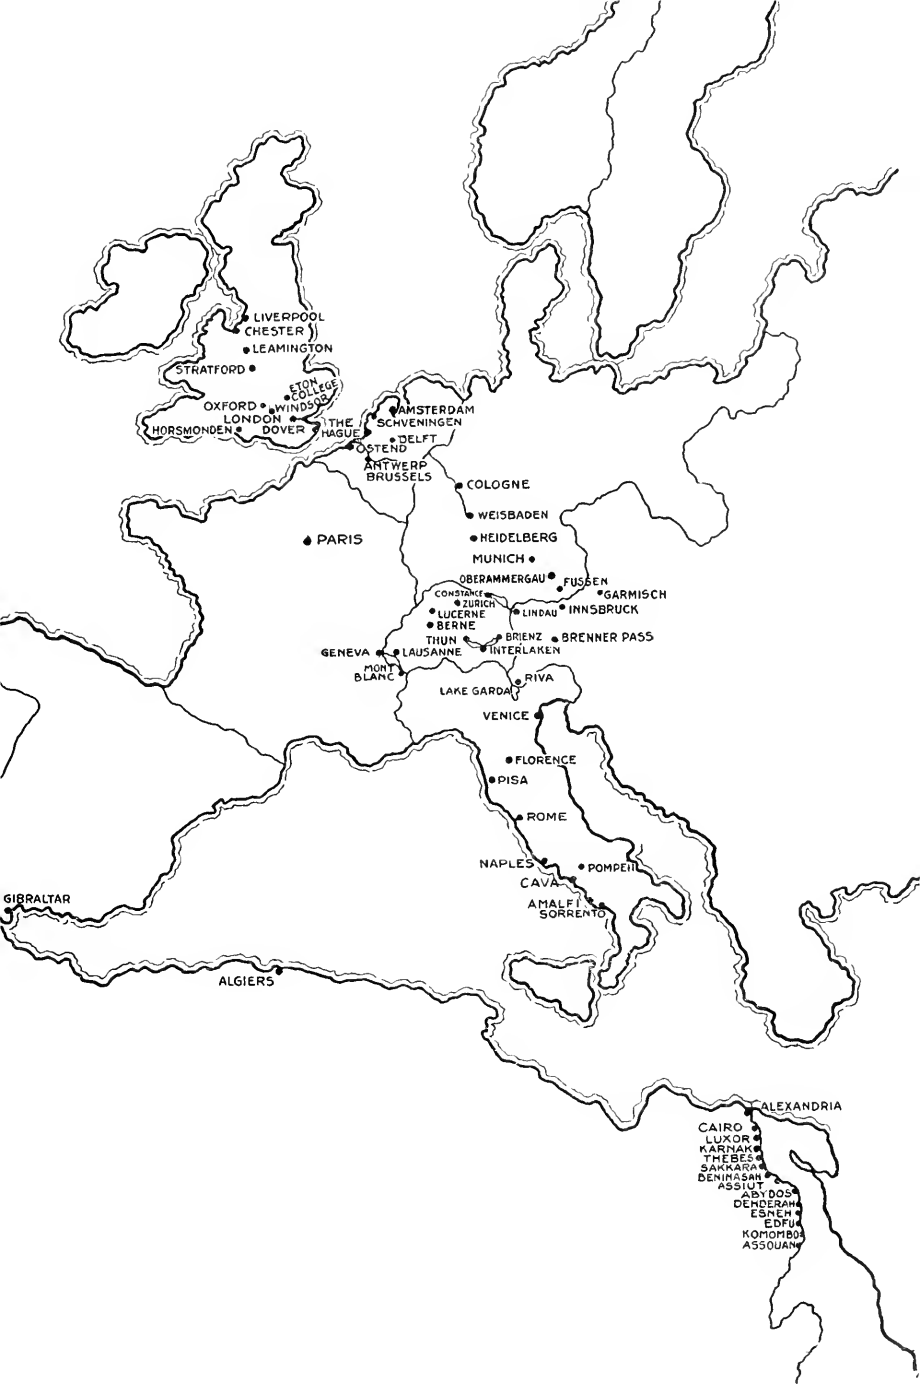 LIVERPOOL
CHESTER
LEAMINGTON
STRATFORD
ETON
COLLEGE
OXFORD
WINDSOR
LONDON
HORSMONDEN
DOVER
THE
HAGUE
AMSTERDAM
SCHVENINGEN
DELFT
OSTEND
ANTWERP
BRUSSELS
COLOGNE
WEISBADEN
PARIS
HEIDELBERG
MUNICH
OBERAMMERGAU
FUSSEN
GARMISCH
CONSTANCE
ZURICH
LINDAU
INNSBRUCK
LUCERNE
BERNE
THUN
BRIENZ
BRENNER PASS
GENEVA
LAUSANNE
INTERLAKEN
MONT
BLANC
RIVA
LAKE GARDA
VENICE
FLORENCE
PISA
ROME
NAPLES
POMPEII
CAVA
AMALFI
SORRENTO
GIBRALTAR
ALGIERS
ALEXANDRIA
CAIRO
LUXOR
KARNAK
THEBES
SAKKARA
BENIHASAH
ASSIUT
ABYDOS
DEHDERAH
ESNEH
EDFU
KOMOMBO
ASSOUAN